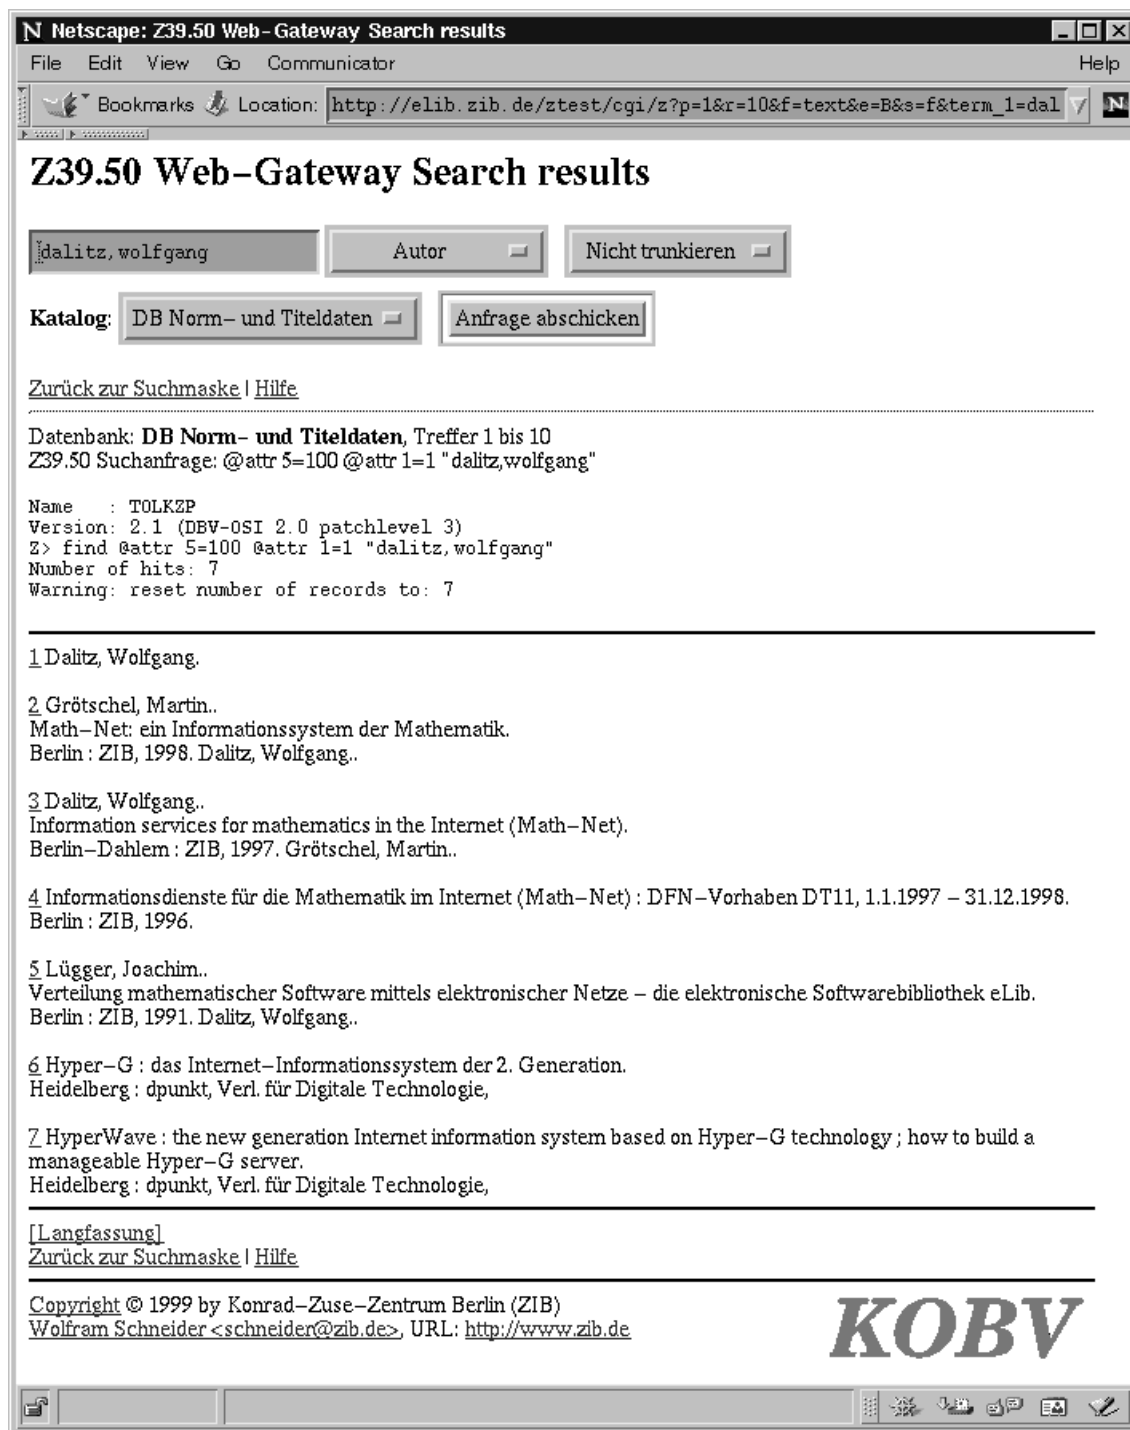 N Netscape: Z39.50 Web-Gateway Search results
File Edit View Go Communicator Help
Bookmarks Location: http://elib.zib.de/ztest/cgi/z?p=1&r=10&f=text&e=B&s=f&term_1=dal N
Z39.50 Web-Gateway Search results
dalitz,wolfgang Autor Nicht trunkieren
Katalog: DB Norm- und Titeldaten Anfrage abschicken
Zurück zur Suchmaske | Hilfe
Datenbank: DB Norm- und Titeldaten, Treffer 1 bis 10
Z39.50 Suchanfrage: @attr 5=100 @attr 1=1 "dalitz,wolfgang"
Name : TOLKZP
Version: 2.1 (DBV-OSI 2.0 patchlevel 3)
Z> find @attr 5=100 @attr 1=1 "dalitz,wolfgang"
Number of hits: 7
Warning: reset number of records to: 7
1 Dalitz, Wolfgang.
2 Grötschel, Martin..
Math-Net: ein Informationssystem der Mathematik.
Berlin : ZIB, 1998. Dalitz, Wolfgang..
3 Dalitz, Wolfgang..
Information services for mathematics in the Internet (Math-Net).
Berlin-Dahlem : ZIB, 1997. Grötschel, Martin..
4 Informationsdienste für die Mathematik im Internet (Math-Net) : DFN-Vorhaben DT11, 1.1.1997 - 31.12.1998.
Berlin : ZIB, 1996.
5 Lügger, Joachim..
Verteilung mathematischer Software mittels elektronischer Netze - die elektronische Softwarebibliothek eLib.
Berlin : ZIB, 1991. Dalitz, Wolfgang..
6 Hyper-G : das Internet-Informationssystem der 2. Generation.
Heidelberg : dpunkt, Verl. für Digitale Technologie,
7 HyperWave : the new generation Internet information system based on Hyper-G technology ; how to build a
manageable Hyper-G server.
Heidelberg : dpunkt, Verl. für Digitale Technologie,
[Langfassung]
Zurück zur Suchmaske | Hilfe
Copyright © 1999 by Konrad-Zuse-Zentrum Berlin (ZIB)
Wolfram Schneider <schneider@zib.de>, URL: http://www.zib.de
KOBV